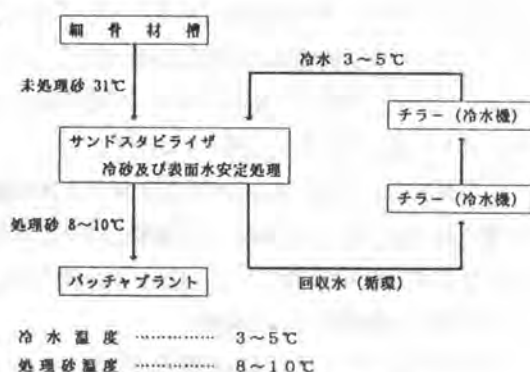 細骨材槽
冷水 3～5℃
未処理砂 31℃
チラー（冷水機）
サンドスタビライザ
冷砂及び表面水安定処理
チラー（冷水機）
処理砂 8～10℃
バッチャプラント
回収水（循環）
冷水温度 ……………… 3～5℃
処理砂温度 ……………… 8～10℃